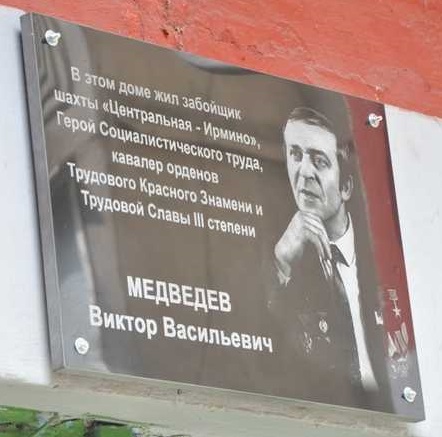 В этом доме жил забойщик
шахты «Центральная - Ирмино»,
Герой Социалистического труда,
кавалер орденов
Трудового Красного Знамени и
Трудовой Славы III степени
МЕДВЕДЕВ
Виктор Васильевич